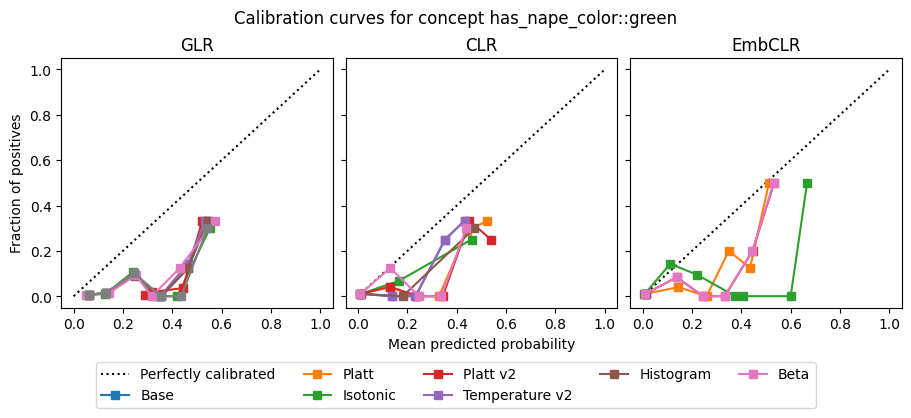 Calibration curves for concept has_nape_color::green
GLR
CLR
EmbCLR
1.0
0.8
0.6
0.4
0.2
0.0
Fraction of positives
0.0 0.2 0.4 0.6 0.8 1.0
0.0 0.2 0.4 0.6 0.8 1.0
0.0 0.2 0.4 0.6 0.8 1.0
Mean predicted probability
Perfectly calibrated Platt Platt v2 Histogram Beta
Base Isotonic Temperature v2